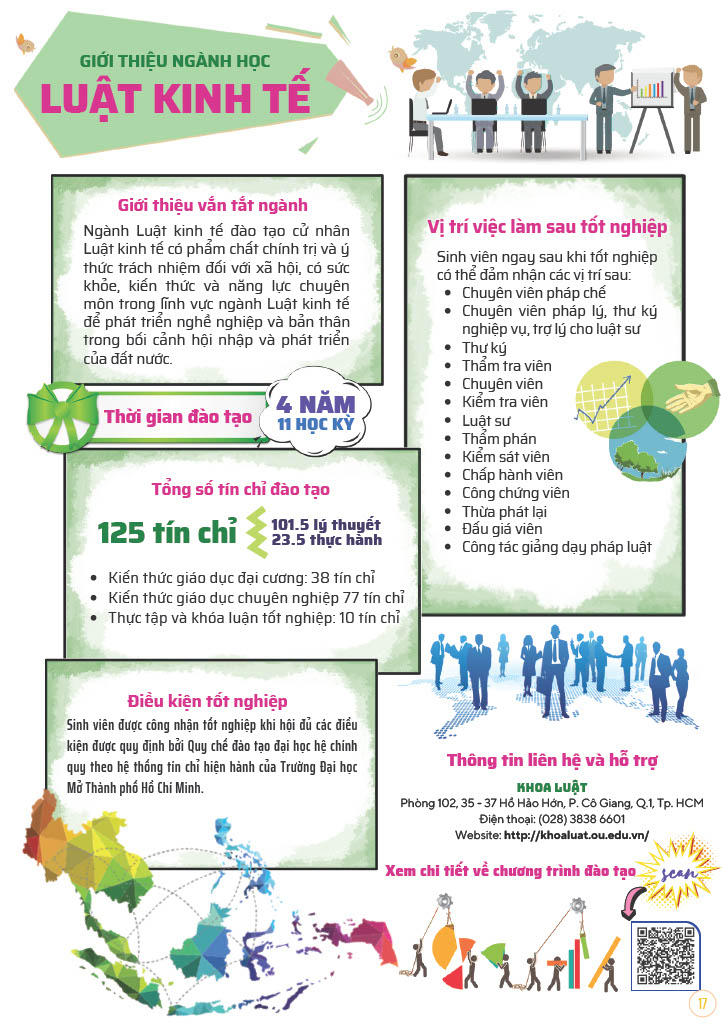 GIỚI THIỆU NGÀNH HỌC
LUẬT KINH TẾ
Giới thiệu vắn tắt ngành
Ngành Luật kinh tế đào tạo cử nhân
Luật kinh tế có phẩm chất chính trị và ý
thức trách nhiệm đối với xã hội, có sức
khỏe, kiến thức và năng lực chuyên
môn trong lĩnh vực ngành Luật kinh tế
để phát triển nghề nghiệp và bản thân
trong bối cảnh hội nhập và phát triển
của đất nước.
Thời gian đào tạo
4 NĂM
11 HỌC KỲ
Tổng số tín chỉ đào tạo
125 tín chỉ
101.5 lý thuyết
23.5 thực hành
• Kiến thức giáo dục đại cương: 38 tín chỉ
• Kiến thức giáo dục chuyên nghiệp 77 tín chỉ
• Thực tập và khóa luận tốt nghiệp: 10 tín chỉ
Điều kiện tốt nghiệp
Sinh viên được công nhận tốt nghiệp khi hội đủ các điều
kiện được quy định bởi Quy chế đào tạo đại học hệ chính
quy theo hệ thống tín chỉ hiện hành của Trường Đại học
Mở Thành phố Hồ Chí Minh.
Vị trí việc làm sau tốt nghiệp
Sinh viên ngay sau khi tốt nghiệp
có thể đảm nhận các vị trí sau:
• Chuyên viên pháp chế
• Chuyên viên pháp lý, thư ký
nghiệp vụ, trợ lý cho luật sư
• Thư ký
• Thẩm tra viên
• Chuyên viên
• Kiểm tra viên
• Luật sư
• Thẩm phán
• Kiểm sát viên
• Chấp hành viên
• Công chứng viên
• Thừa phát lại
• Đấu giá viên
• Công tác giảng dạy pháp luật
Thông tin liên hệ và hỗ trợ
KHOA LUẬT
Phòng 102, 35 - 37 Hồ Hảo Hớn, P. Cô Giang, Q.1, Tp. HCM
Điện thoại: (028) 3838 6601
Website: http://khoaluat.ou.edu.vn/
Xem chi tiết về chương trình đào tạo
scan
17